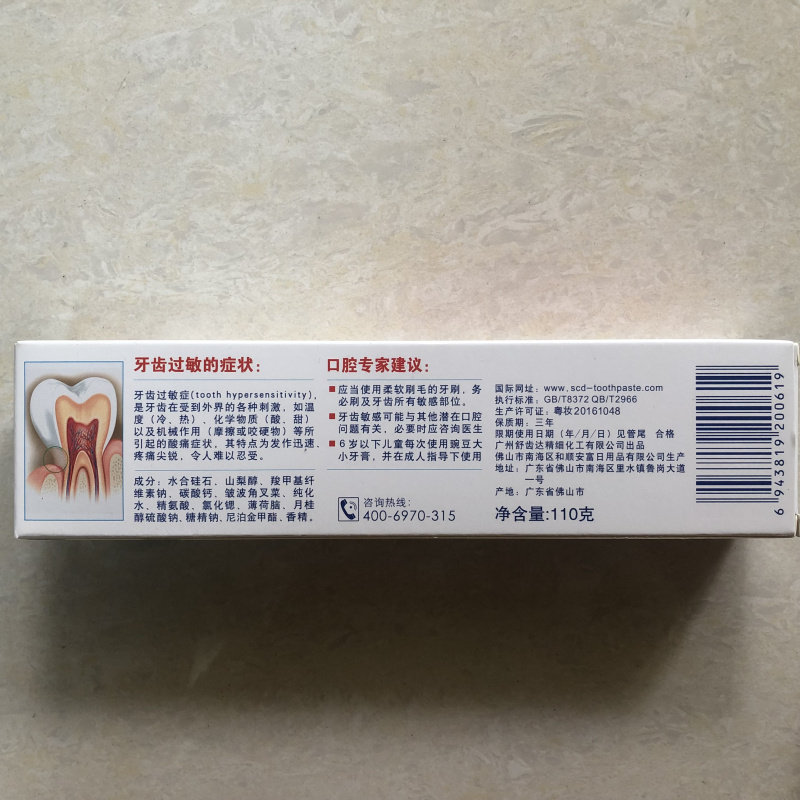 牙齿过敏的症状：
牙齿过敏症(tooth hypersensitivity)，
是牙齿在受到外界的各种刺激，如温
度（冷、热）、化学物质（酸、甜）
以及机械作用（摩擦或咬硬物）等所
引起的酸痛症状，其特点为发作迅速、
疼痛尖锐，令人难以忍受。
成分：水合硅石、山梨醇、羧甲基纤
维素钠、碳酸钙、皱波角叉菜、纯化
水、精氨酸、氯化锶、薄荷脑、月桂
醇硫酸钠、糖精钠、尼泊金甲酯、香精。
口腔专家建议：
■应当使用柔软刷毛的牙刷，务
必刷及牙齿所有敏感部位。
■牙齿敏感可能与其他潜在口腔
问题有关，必要时应咨询医生
■6岁以下儿童每次使用豌豆大
小牙膏，并在成人指导下使用
咨询热线：
400-6970-315
国际网址：www.scd-toothpaste.com
执行标准：GB/T8372 QB/T2966
生产许可证：粤妆20161048
保质期：三年
限期使用日期（年/月/日）见管尾 合格
广州舒齿达精细化工有限公司出品
佛山市南海区和顺安富日用品有限公司生产
地址：广东省佛山市南海区里水镇鲁岗大道
一号
产地：广东省佛山市
净含量:110克
6 943819 200619